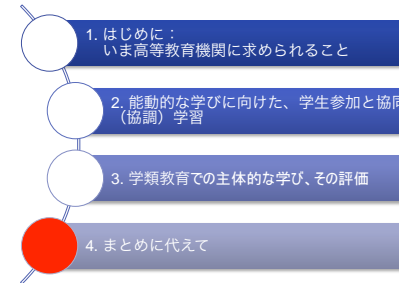 1. はじめに：
いま高等教育機関に求められること
2. 能動的な学びに向けた、学生参加と協同
（協調）学習
3. 学類教育での主体的な学び、その評価
4. まとめに代えて